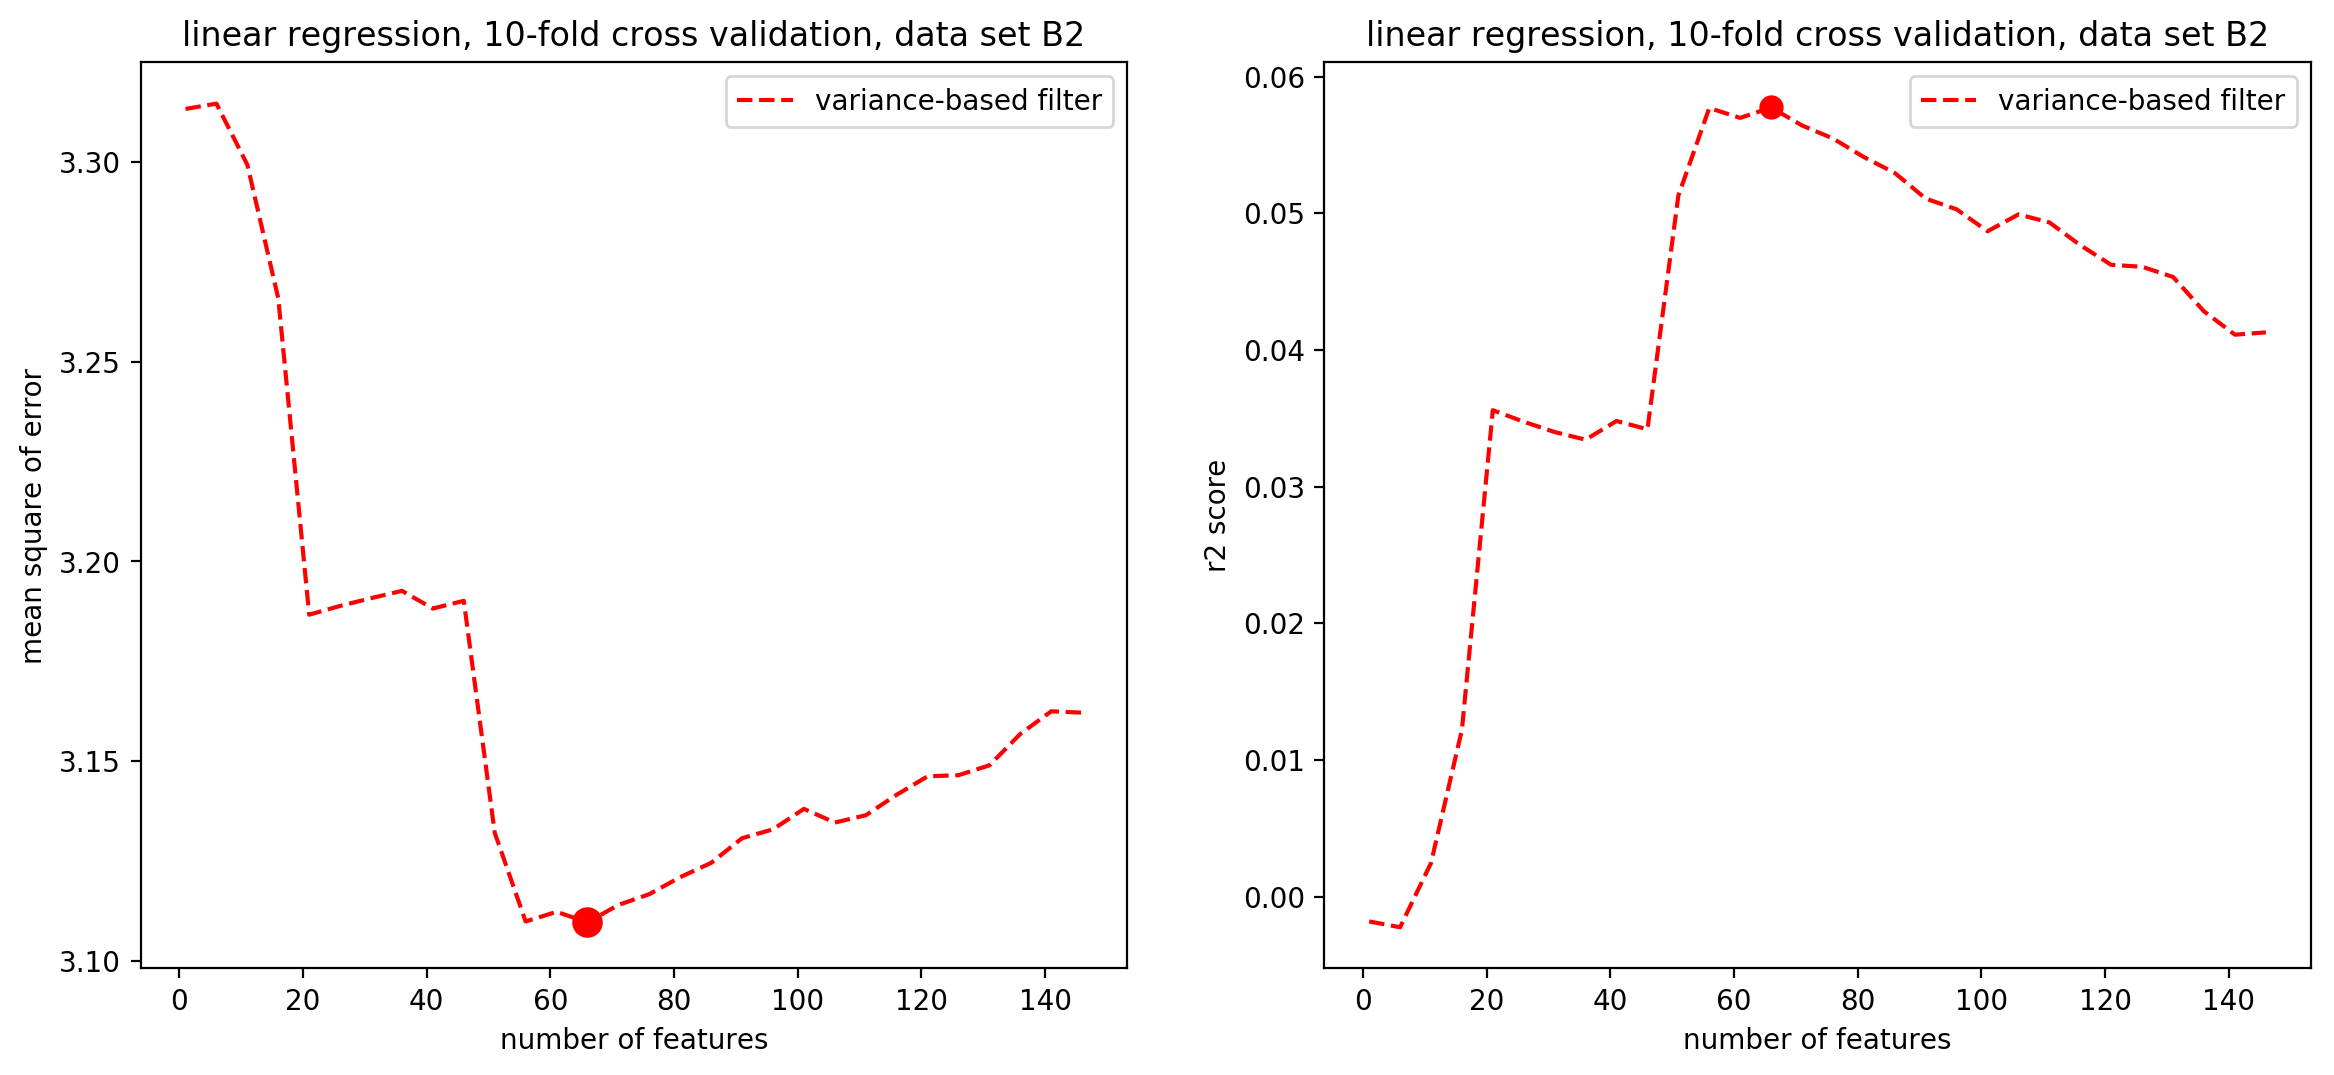 linear regression, 10-fold cross validation, data set B2
variance-based filter
3.30
3.25
3.20
3.15
3.10
mean square of error
0 20 40 60 80 100 120 140
number of features
linear regression, 10-fold cross validation, data set B2
variance-based filter
0.06
0.05
0.04
0.03
0.02
0.01
0.00
r2 score
0 20 40 60 80 100 120 140
number of features